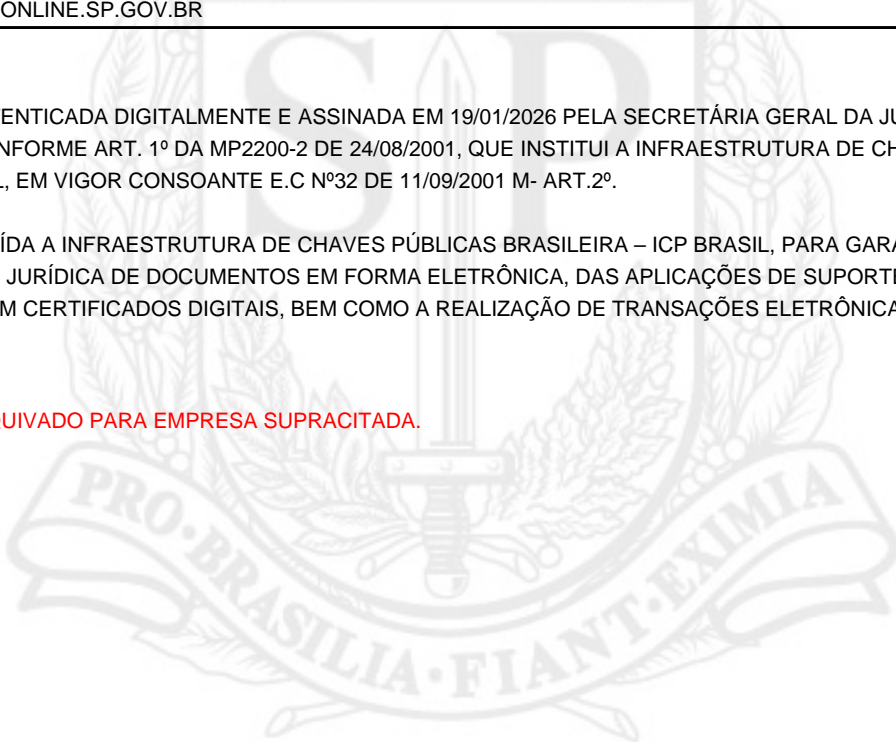 ONLINE.SP.GOV.BR
ENTICADA DIGITALMENTE E ASSINADA EM 19/01/2026 PELA SECRETÁRIA GERAL DA JU
NFORME ART. 1º DA MP2200-2 DE 24/08/2001, QUE INSTITUI A INFRAESTRUTURA DE CH
L, EM VIGOR CONSOANTE E.C Nº32 DE 11/09/2001 M- ART.2º.
ÍDA A INFRAESTRUTURA DE CHAVES PÚBLICAS BRASILEIRA – ICP BRASIL, PARA GARA
JURÍDICA DE DOCUMENTOS EM FORMA ELETRÔNICA, DAS APLICAÇÕES DE SUPORTE
M CERTIFICADOS DIGITAIS, BEM COMO A REALIZAÇÃO DE TRANSAÇÕES ELETRÔNICA
QUIVADO PARA EMPRESA SUPRACITADA.
SP
PRO·BRASILIA·FIANT·EXIMIA